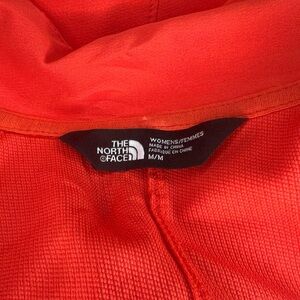 THE
NORTH
FACE
WOMENS/FEMMES
MADE IN CHINA
FABRIQUÉ EN CHINE
M/M